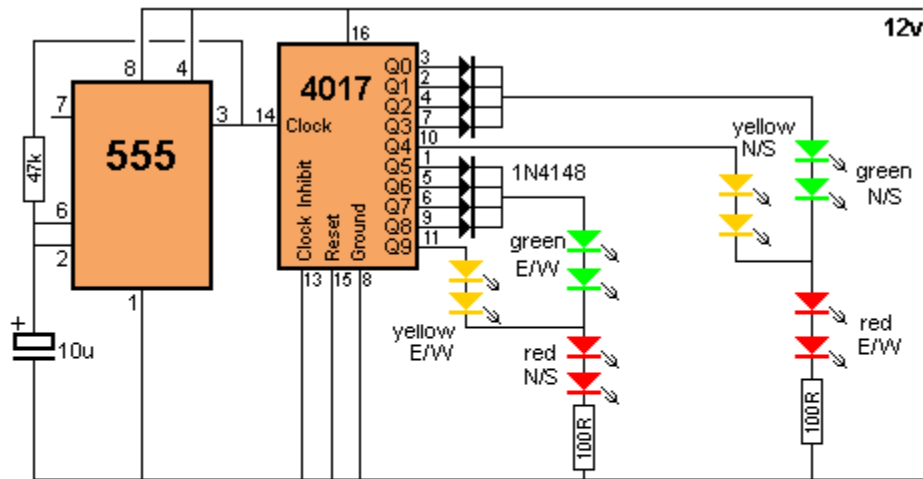 12v
16
8
4
7
555
3
14
47k
6
2
1
+
10u
4017
Clock
Clock Inhibit
Reset
Ground
13
15
8
Q0
Q1
Q2
Q3
Q4
Q5
Q6
Q7
Q8
Q9
3
2
4
7
10
1
5
6
9
11
1N4148
yellow
N/S
green
N/S
green
E/W
yellow
E/W
red
N/S
red
E/W
100R
100R